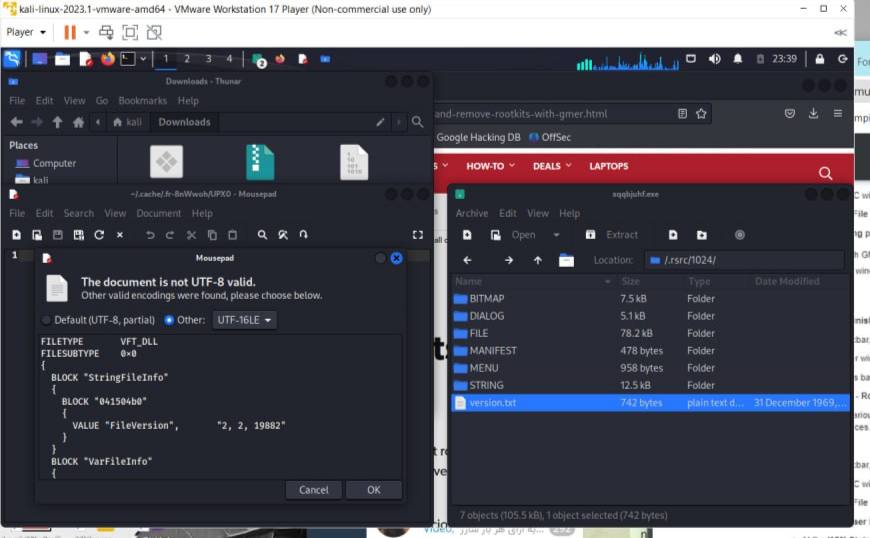 kali-linux-2023.1-vmware-amd64 - VMware Workstation 17 Player (Non-commercial use only)
Player
1 2 3 4
2
23:39
Downloads - Thunar
File Edit View Go Bookmarks Help
kali Downloads
Places
Computer
kali
and-remove-rootkits-with-gmer.html
Google Hacking DB OffSec
HOW-TO DEALS LAPTOPS
~/.cache/.fr-8nWwoh/UPX0 - Mousepad
File Edit Search View Document Help
1
Mousepad
The document is not UTF-8 valid.
Other valid encodings were found, please choose below.
Default (UTF-8, partial) Other: UTF-16LE
FILETYPE VFT_DLL
FILESUBTYPE 0×0
{
BLOCK "StringFileInfo"
{
BLOCK "041504b0"
{
VALUE "FileVersion", "2, 2, 19882"
}
}
BLOCK "VarFileInfo"
{
Cancel OK
sqqbjuhf.exe
Archive Edit View Help
Open Extract
Location: /.rsrc/1024/
Name Size Type Date Modified
BITMAP 7.5 kB Folder
DIALOG 5.1 kB Folder
FILE 78.2 kB Folder
MANIFEST 478 bytes Folder
MENU 958 bytes Folder
STRING 12.5 kB Folder
version.txt 742 bytes plain text d... 31 December 1969,...
7 objects (105.5 kB), 1 object selected (742 bytes)